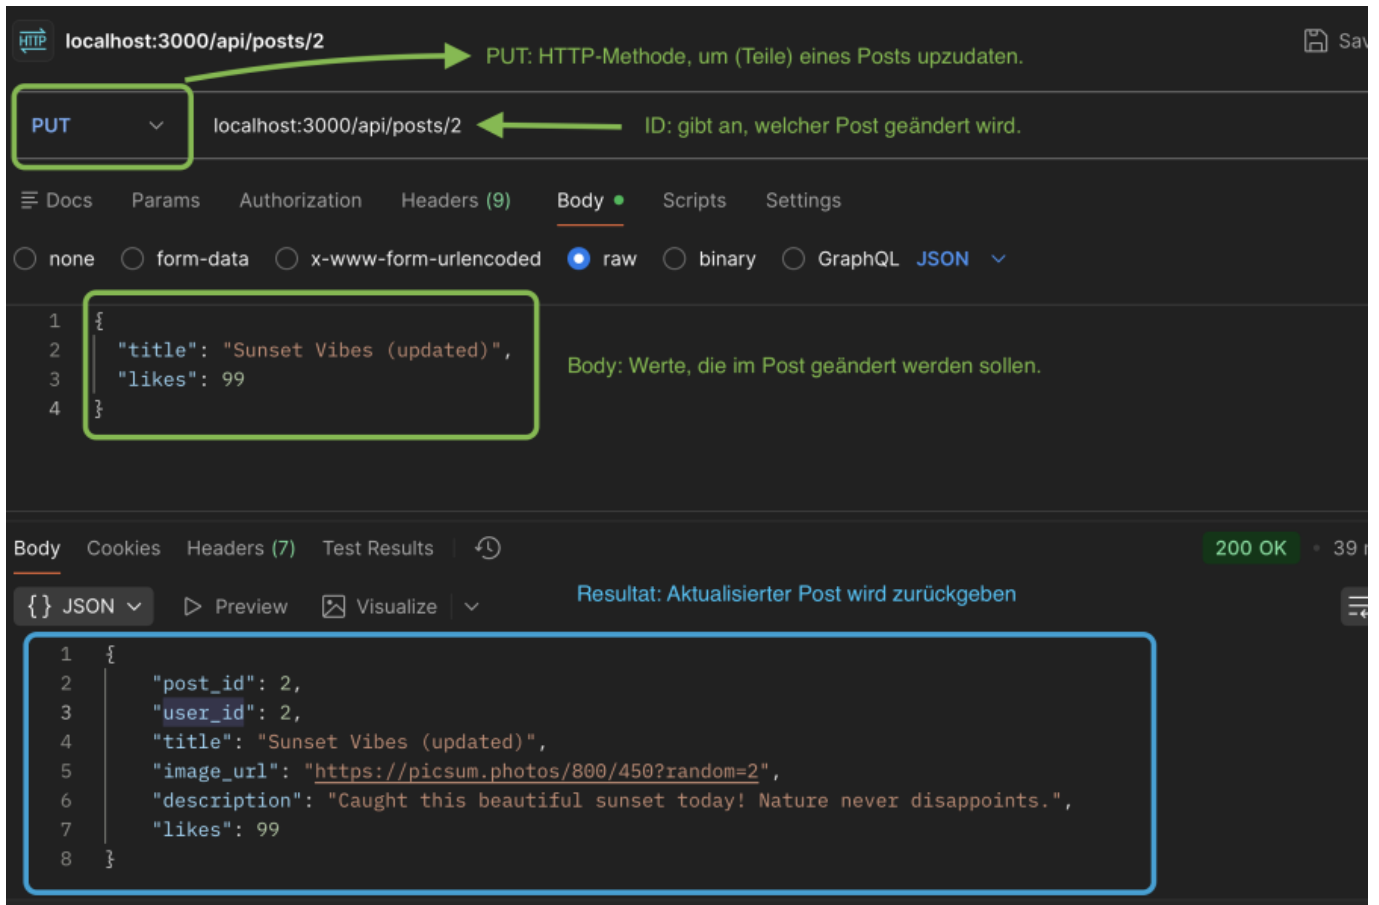 HTTP localhost:3000/api/posts/2
PUT: HTTP-Methode, um (Teile) eines Posts upzudaten.
PUT localhost:3000/api/posts/2
ID: gibt an, welcher Post geändert wird.
Docs Params Authorization Headers (9) Body Scripts Settings
none form-data x-www-form-urlencoded raw binary GraphQL JSON
1 {
2 "title": "Sunset Vibes (updated)",
3 "likes": 99
4 }
Body: Werte, die im Post geändert werden sollen.
Body Cookies Headers (7) Test Results 200 OK • 39
{} JSON Preview Visualize
Resultat: Aktualisierter Post wird zurückgeben
1 {
2 "post_id": 2,
3 "user_id": 2,
4 "title": "Sunset Vibes (updated)",
5 "image_url": "https://picsum.photos/800/450?random=2",
6 "description": "Caught this beautiful sunset today! Nature never disappoints.",
7 "likes": 99
8 }